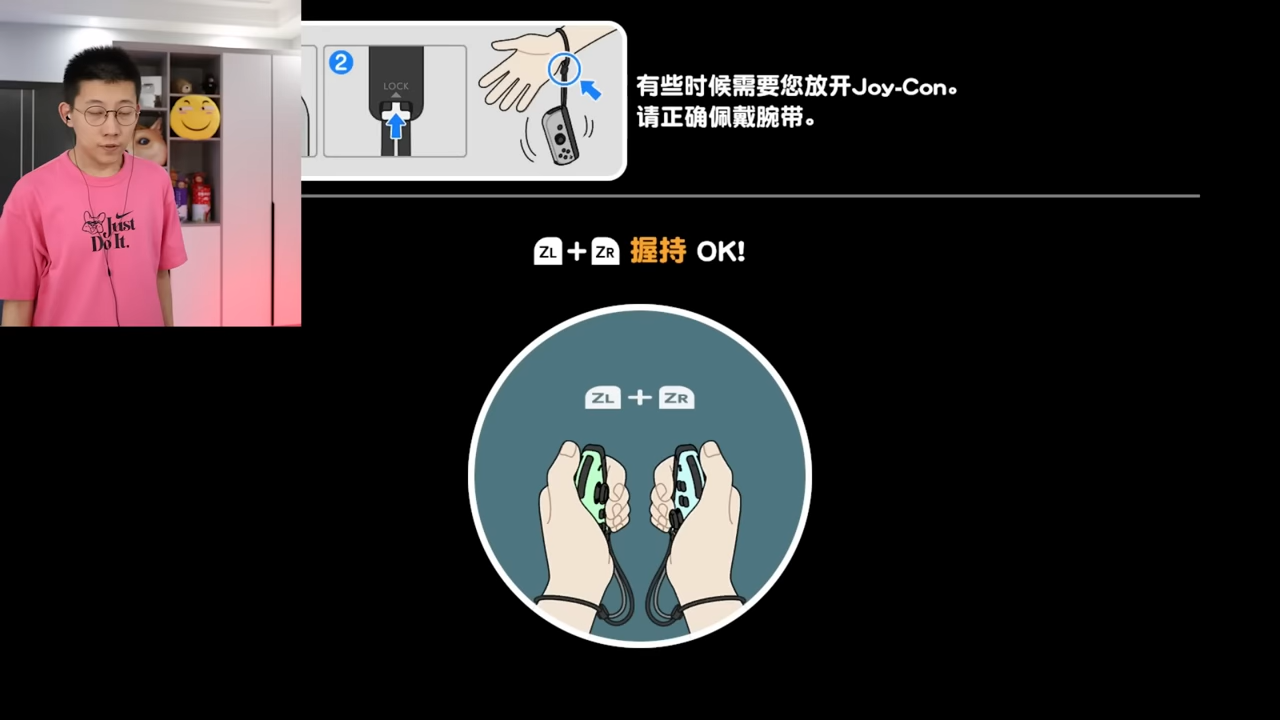 2
LOCK
有些时候需要您放开Joy-Con。
请正确佩戴腕带。
ZL + ZR 握持 OK!
ZL + ZR
Just
Do It.